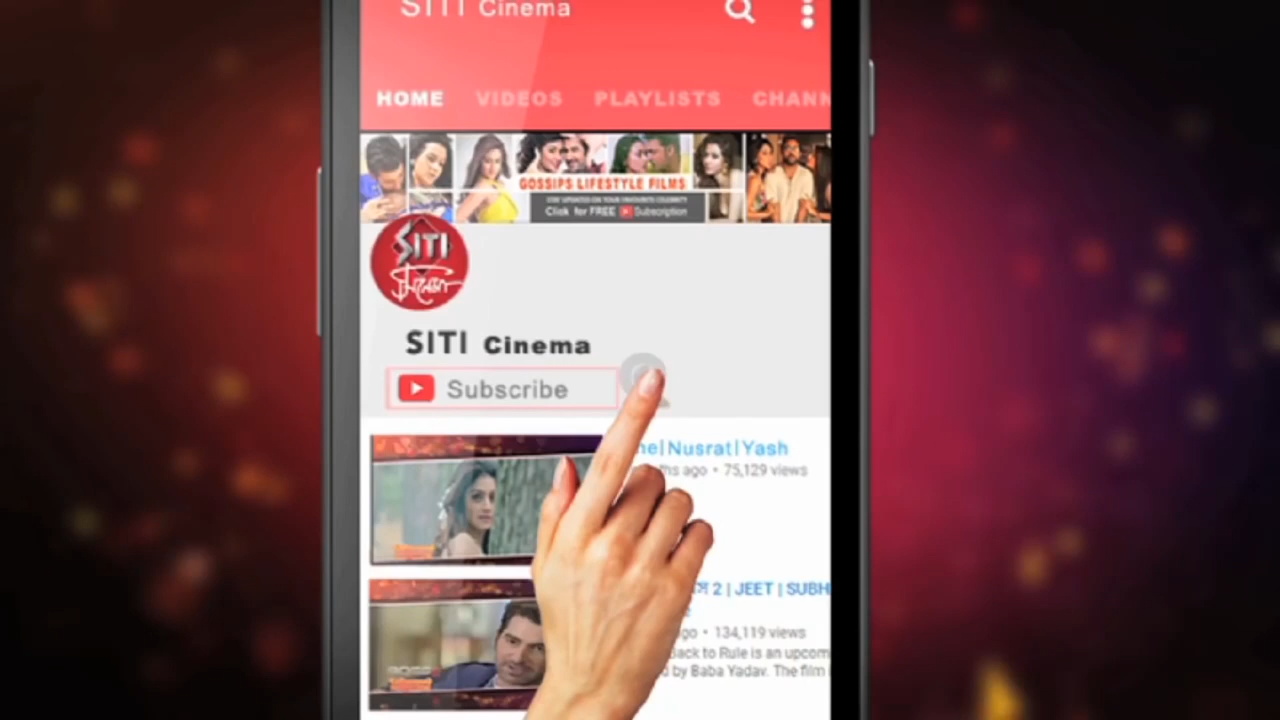 SITI Cinema
HOME VIDEOS PLAYLISTS CHANN
GOSSIPS LIFESTYLE FILMS
Click for FREE Subscription
SITI
সিনেমা
SITI Cinema
Subscribe
ne|Nusrat|Yash
ths ago • 75,129 views
2 | JEET | SUBH
ago • 134,119 views
Back to Rule is an upcom
d by Baba Yadav. The film i